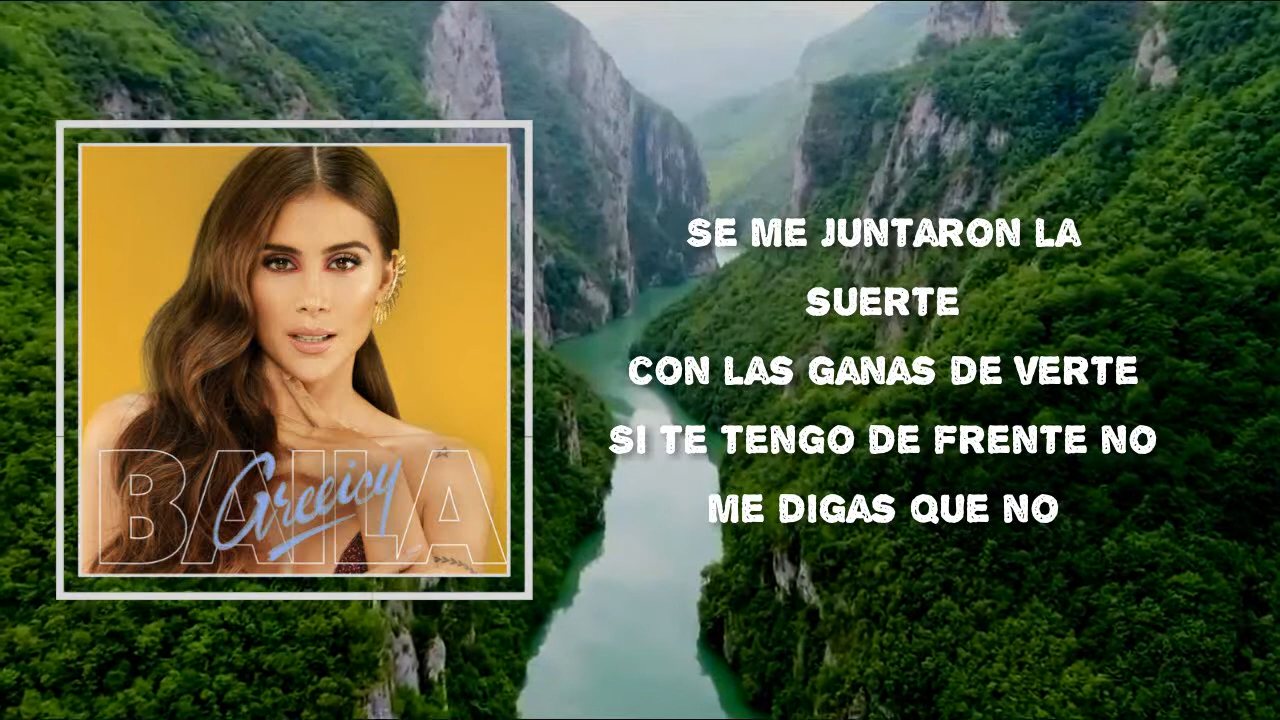 BAILA
Greeicy
SE ME JUNTARON LA
SUERTE
CON LAS GANAS DE VERTE
SI TE TENGO DE FRENTE NO
ME DIGAS QUE NO